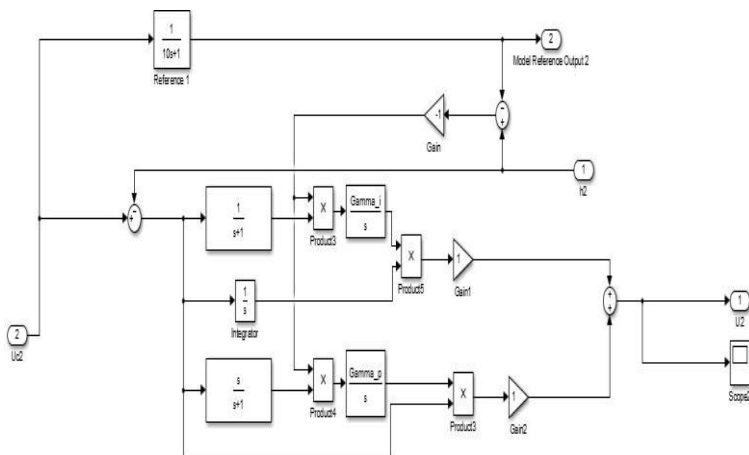 1
10s+1
Reference 1
2
Model Reference Output 2
-
+
-1
Gain
1
h2
+
-
1
s+1
X
Product3
Gamma_i
s
X
Product5
1
Gain1
1
s
Integrator
+
+
1
U2
2
Uc2
s
s+1
X
Product4
Gamma_p
s
X
Product3
1
Gain2
Scope2